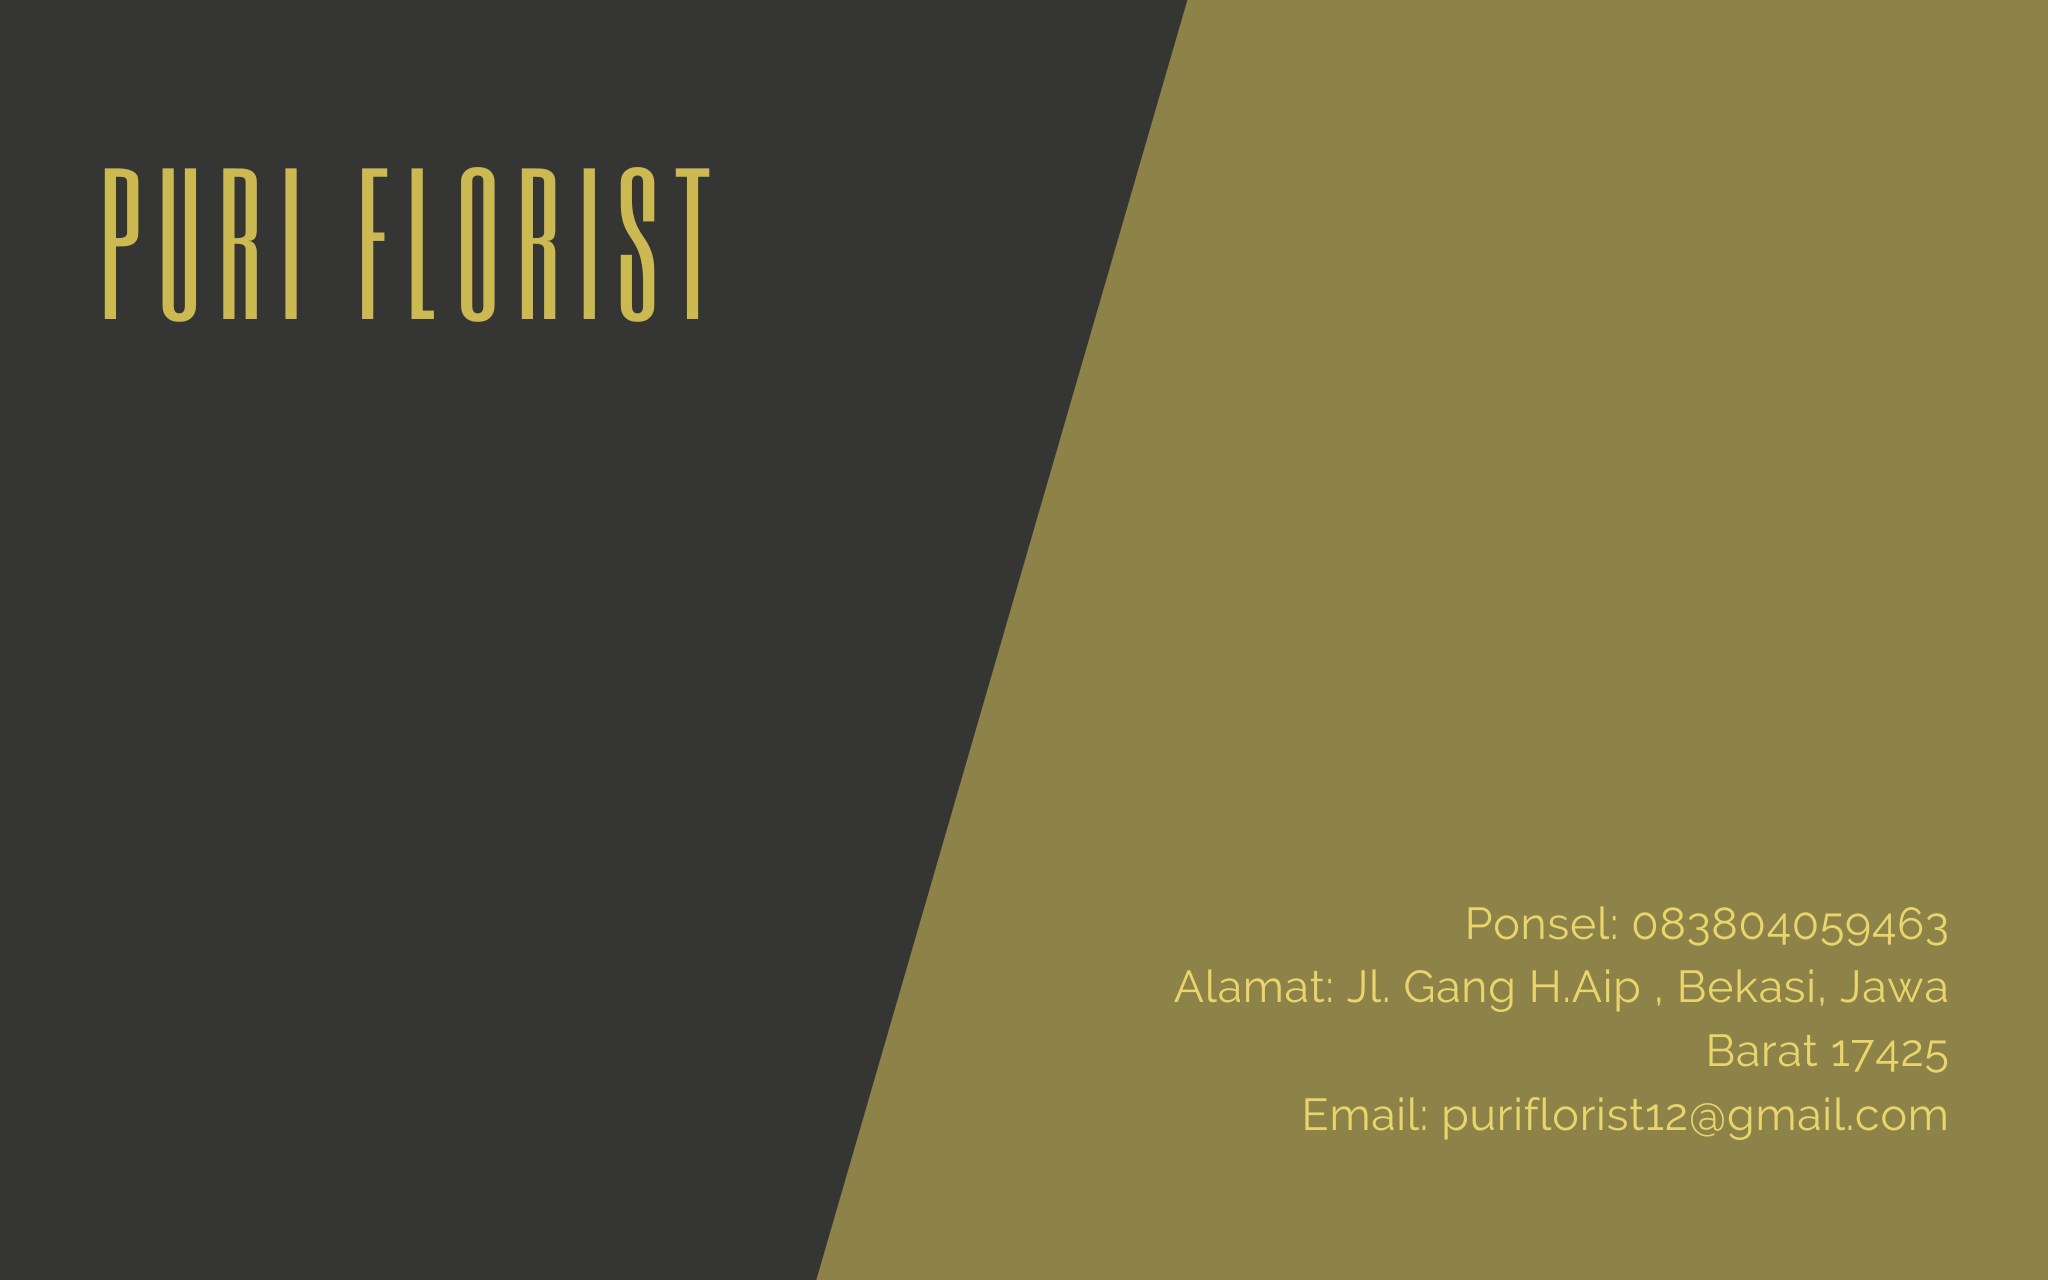 PURI FLORIST
Ponsel: 083804059463
Alamat: Jl. Gang H.Aip , Bekasi, Jawa
Barat 17425
Email: puriflorist12@gmail.com